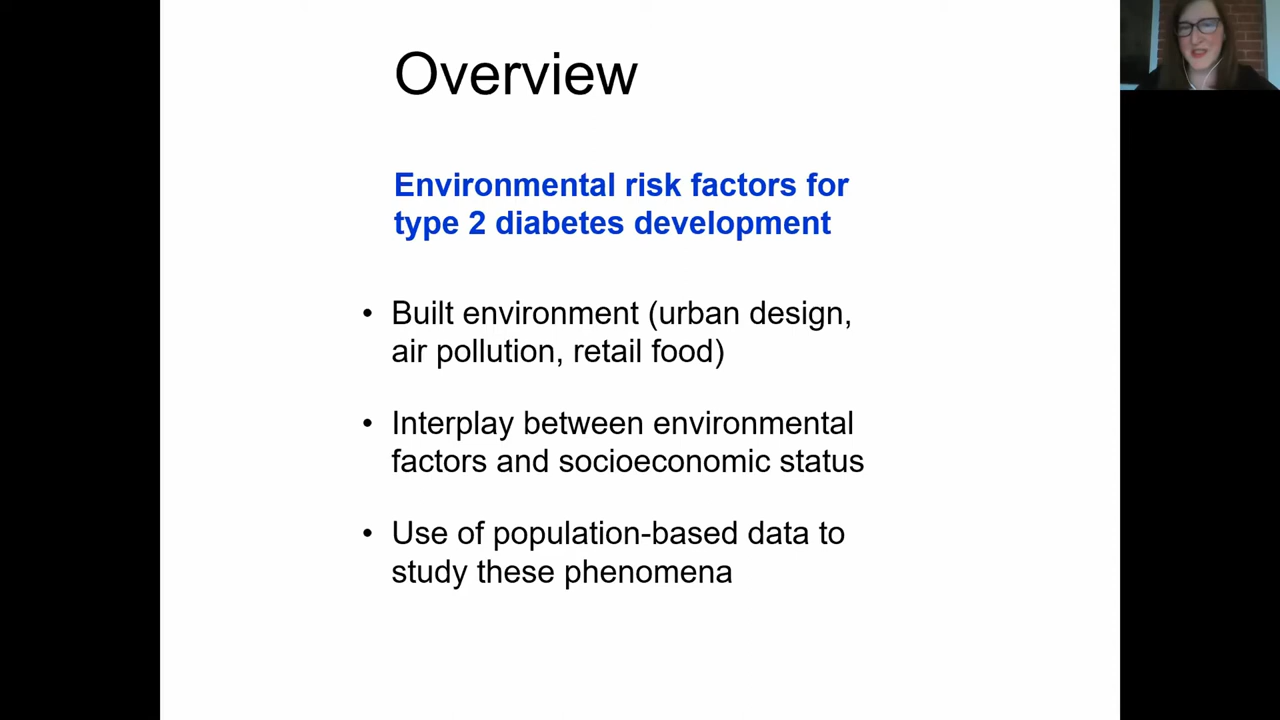 Overview
Environmental risk factors for
type 2 diabetes development
• Built environment (urban design,
air pollution, retail food)
• Interplay between environmental
factors and socioeconomic status
• Use of population-based data to
study these phenomena